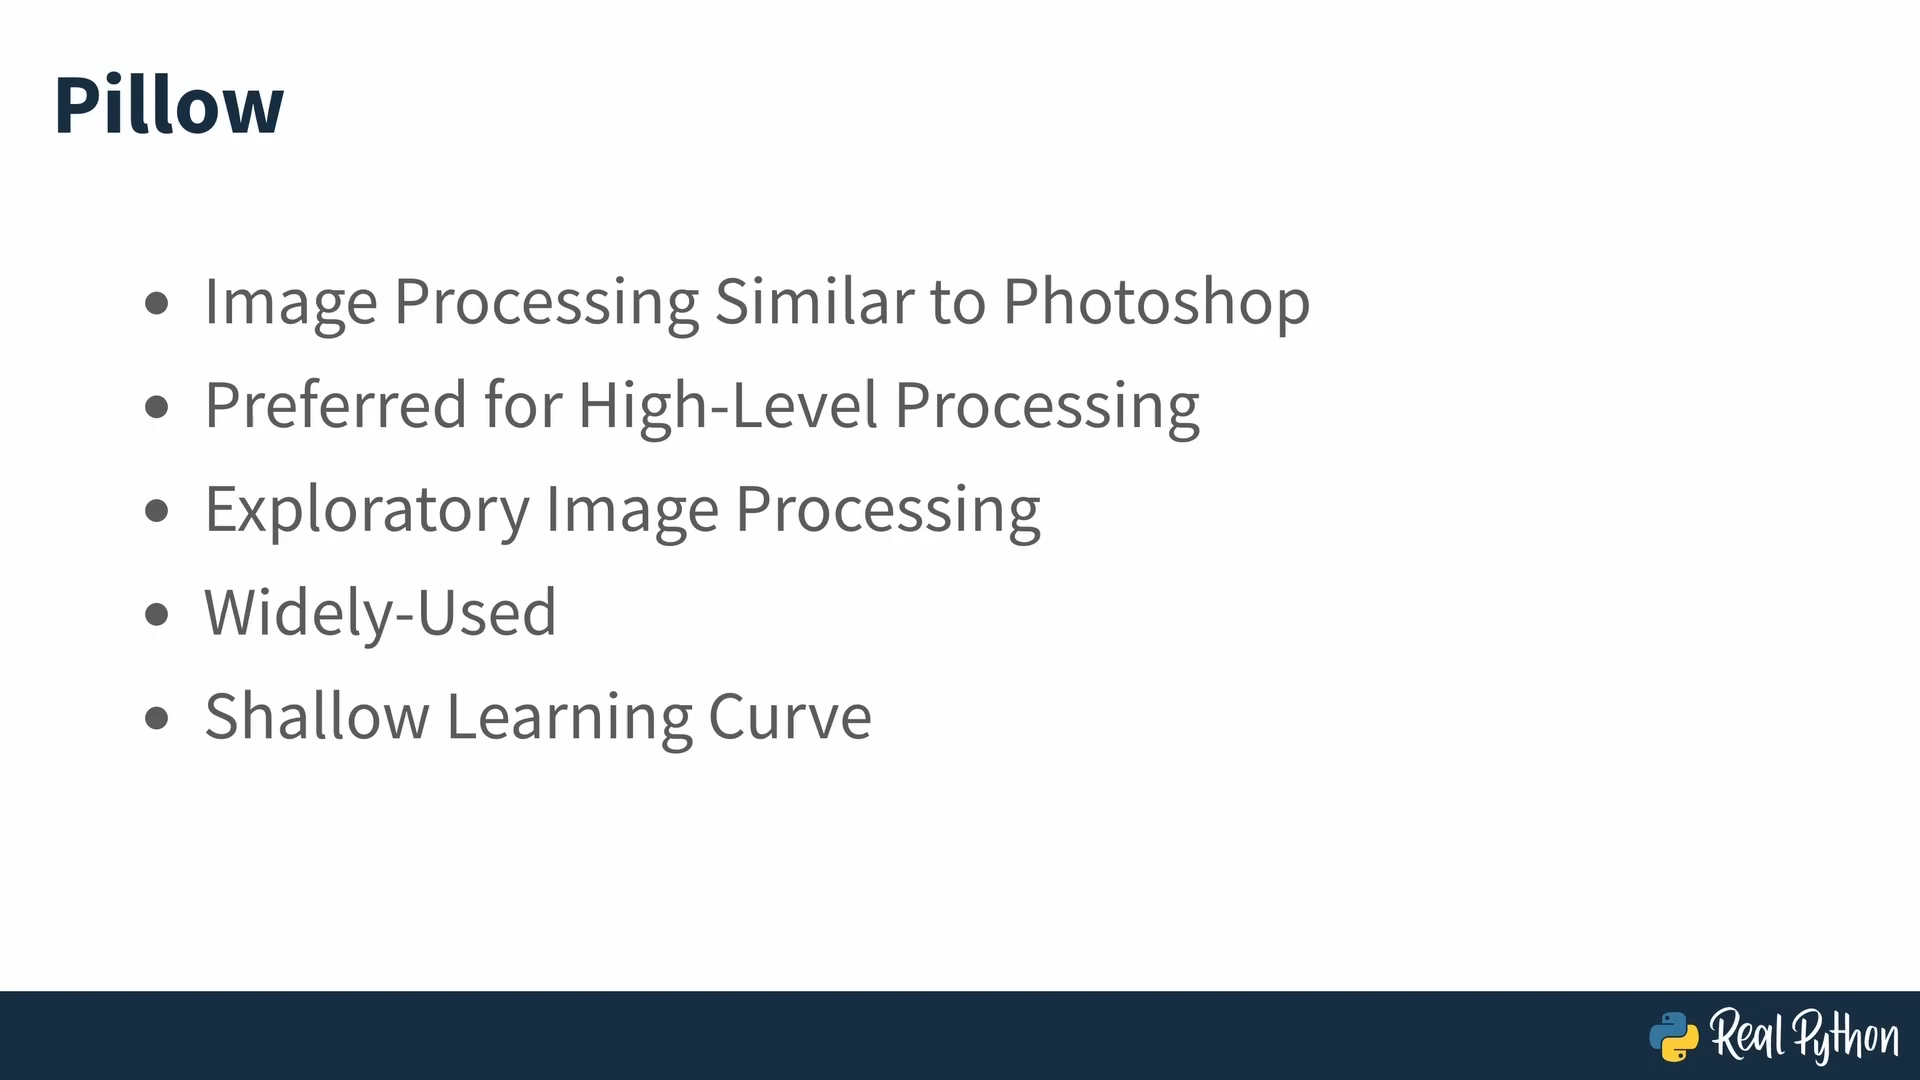 Pillow
• Image Processing Similar to Photoshop
• Preferred for High-Level Processing
• Exploratory Image Processing
• Widely-Used
• Shallow Learning Curve
Real Python